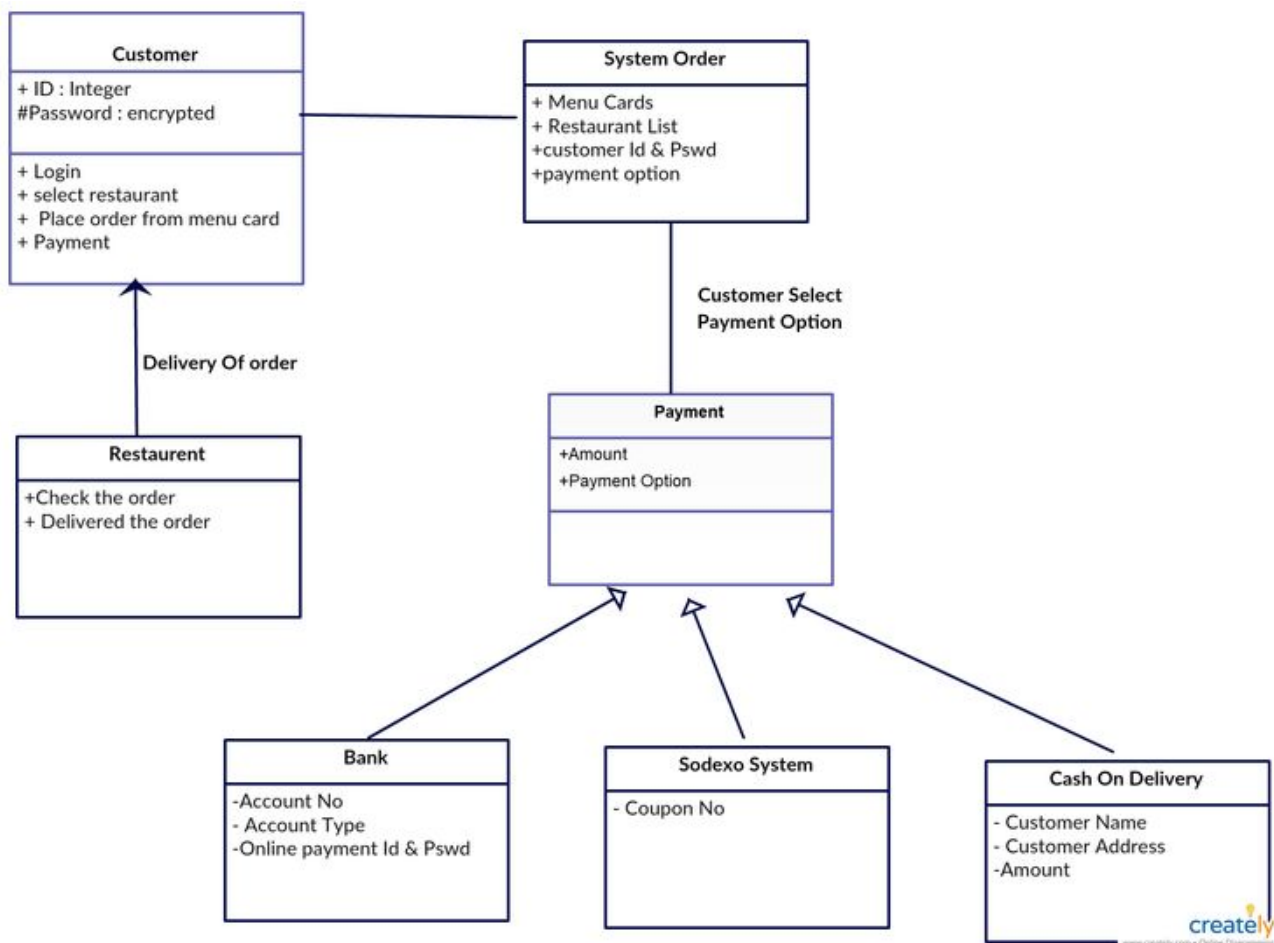 Customer
+ ID : Integer
#Password : encrypted
+ Login
+ select restaurant
+ Place order from menu card
+ Payment
System Order
+ Menu Cards
+ Restaurant List
+customer Id & Pswd
+payment option
Customer Select
Payment Option
Delivery Of order
Restaurent
+Check the order
+ Delivered the order
Payment
+Amount
+Payment Option
Bank
-Account No
- Account Type
-Online payment Id & Pswd
Sodexo System
- Coupon No
Cash On Delivery
- Customer Name
- Customer Address
-Amount
creately